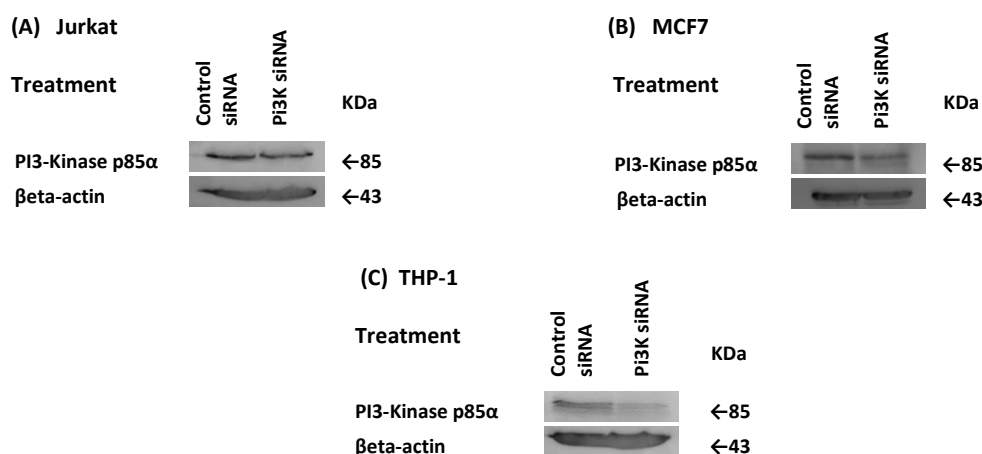 (A) Jurkat
Treatment
Control
siRNA
Pi3K siRNA
KDa
PI3-Kinase p85α
←85
βeta-actin
←43
(B) MCF7
Treatment
Control
siRNA
Pi3K siRNA
KDa
PI3-Kinase p85α
←85
βeta-actin
←43
(C) THP-1
Treatment
Control
siRNA
Pi3K siRNA
KDa
PI3-Kinase p85α
←85
βeta-actin
←43